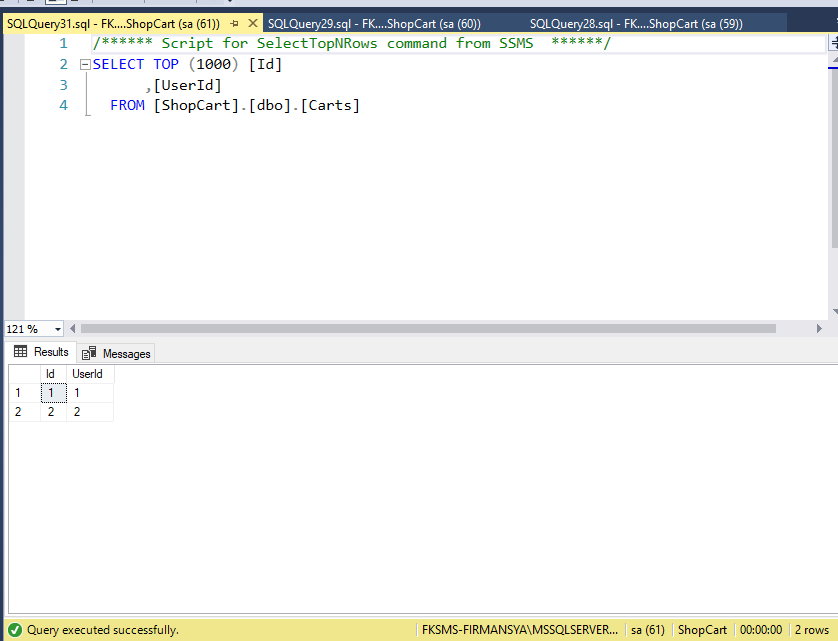 SQLQuery31.sql - FK....ShopCart (sa (61)) SQLQuery29.sql - FK....ShopCart (sa (60)) SQLQuery28.sql - FK....ShopCart (sa (59))
1 /****** Script for SelectTopNRows command from SSMS  ******/
2 SELECT TOP (1000) [Id]
3       ,[UserId]
4   FROM [ShopCart].[dbo].[Carts]
121 %
Results Messages
Id UserId
1 1 1
2 2 2
Query executed successfully. FKSMS-FIRMANSYA\MSSQLSERVER... sa (61) ShopCart 00:00:00 2 rows